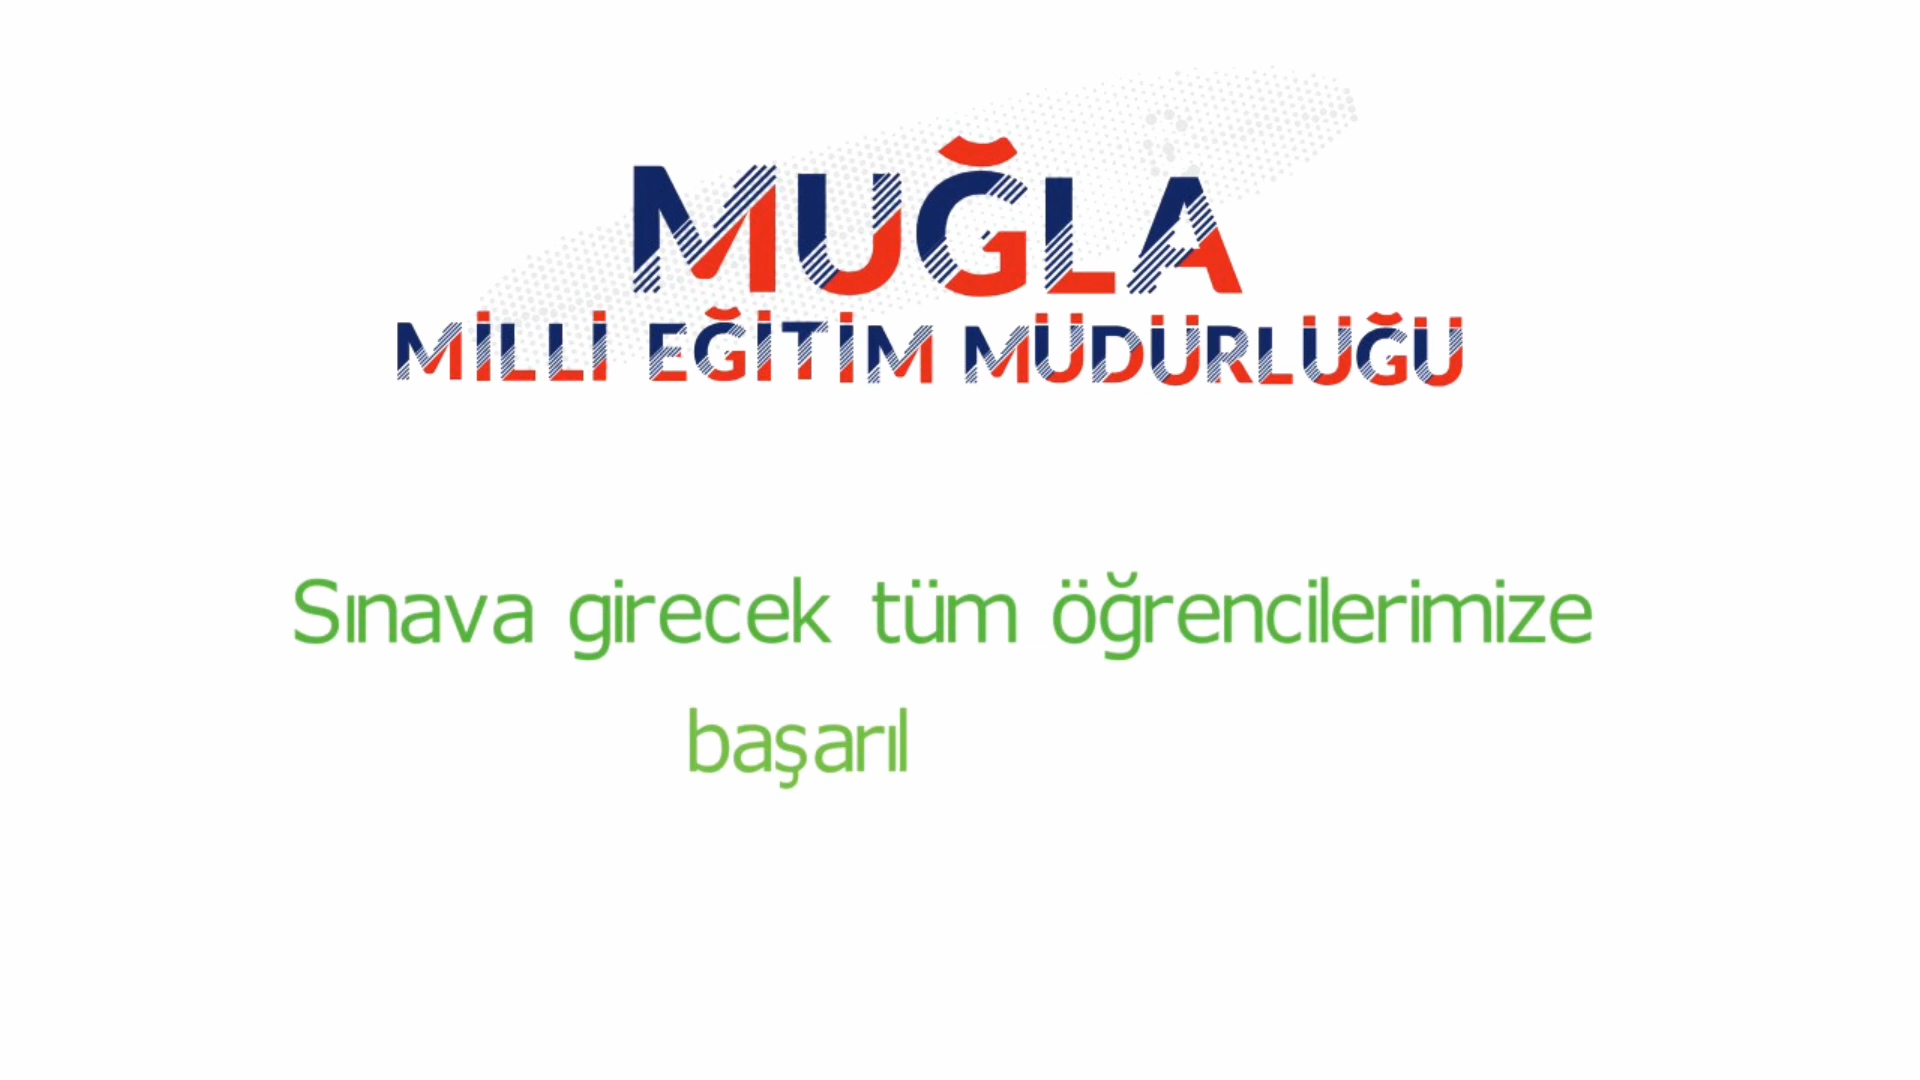 MUĞLA
MİLLİ EĞİTİM MÜDÜRLÜĞÜ
Sınava girecek tüm öğrencilerimize
başarıl